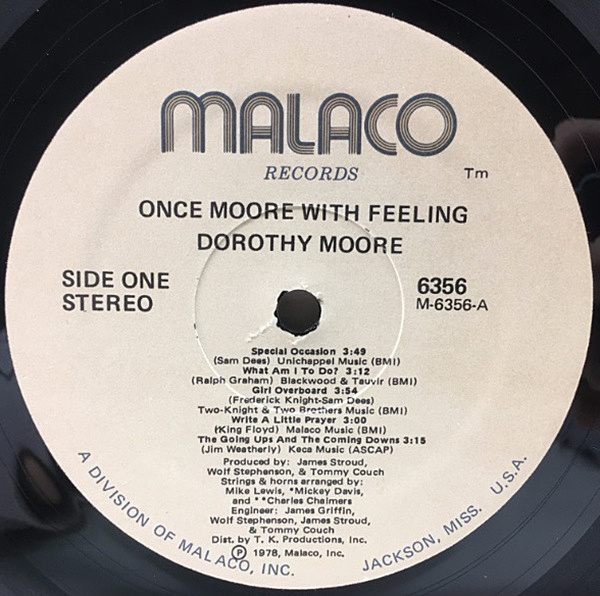 MALACO
RECORDS
Tm
ONCE MOORE WITH FEELING
DOROTHY MOORE
SIDE ONE
STEREO
6356
M-6356-A
Special Occasion 3:49
(Sam Dees) Unichappel Music (BMI)
What Am I To Do? 3:12
(Ralph Graham) Blackwood & Tauvir (BMI)
Girl Overboard 3:54
(Frederick Knight-Sam Dees)
Two-Knight & Two Brothers Music (BMI)
Write A Little Prayer 3:00
(King Floyd) Malaco Music (BMI)
The Going Ups And The Coming Downs 3:15
(Jim Weatherly) Keca Music (ASCAP)
Produced by: James Stroud,
Wolf Stephenson, & Tommy Couch
Strings & horns arranged by:
Mike Lewis, *Mickey Davis,
and **Charles Chalmers
Engineer: James Griffin,
Wolf Stephenson, James Stroud,
& Tommy Couch
Dist. by T. K. Productions, Inc.
℗ 1978, Malaco, Inc.
A DIVISION OF MALACO, INC. JACKSON, MISS. U.S.A.